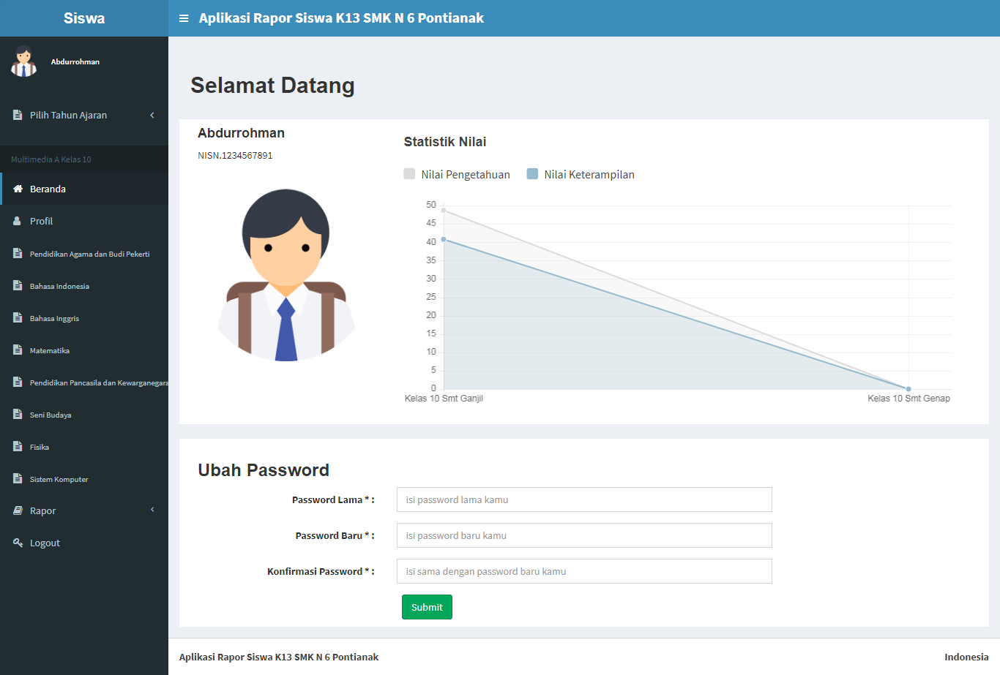 Siswa
Aplikasi Rapor Siswa K13 SMK N 6 Pontianak
Abdurrohman
Pilih Tahun Ajaran
Multimedia A Kelas 10
Beranda
Profil
Pendidikan Agama dan Budi Pekerti
Bahasa Indonesia
Bahasa Inggris
Matematika
Pendidikan Pancasila dan Kewarganegara
Seni Budaya
Fisika
Sistem Komputer
Rapor
Logout
Selamat Datang
Abdurrohman
NISN.1234567891
Statistik Nilai
Nilai Pengetahuan Nilai Keterampilan
50
45
40
35
30
25
20
15
10
5
0
Kelas 10 Smt Ganjil Kelas 10 Smt Genap
Ubah Password
Password Lama * : isi password lama kamu
Password Baru * : isi password baru kamu
Konfirmasi Password * : isi sama dengan password baru kamu
Submit
Aplikasi Rapor Siswa K13 SMK N 6 Pontianak Indonesia